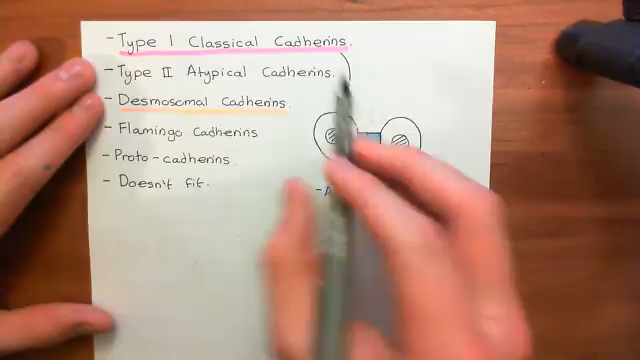 - Type I Classical Cadherins.
- Type II Atypical Cadherins.
- Desmosomal Cadherins.
- Flamingo Cadherins
- Proto-cadherins.
- Doesn't fit.